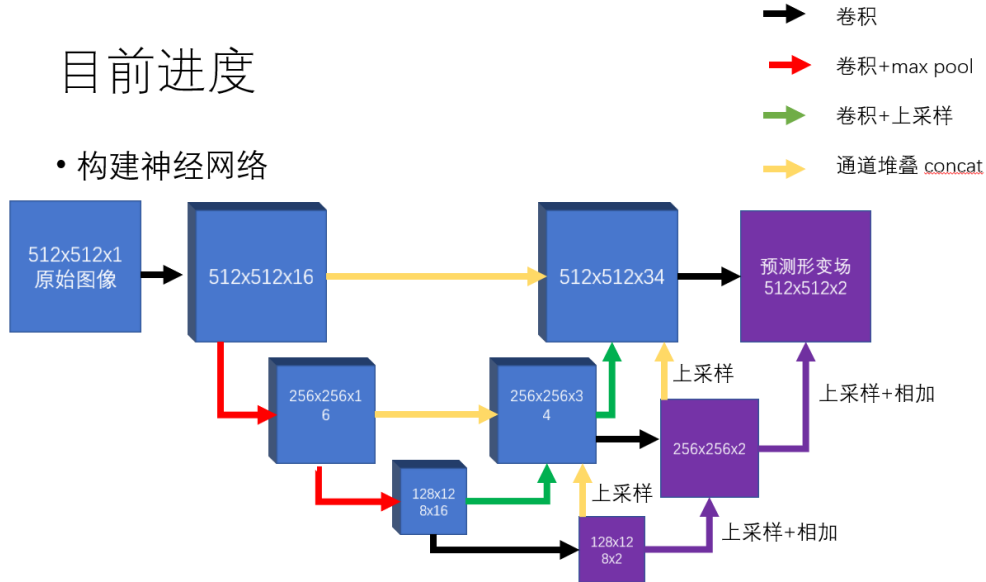 卷积
目前进度
卷积+max pool
卷积+上采样
• 构建神经网络
通道堆叠 concat
512x512x1
原始图像
512x512x16
512x512x34
预测形变场
512x512x2
256x256x1
6
256x256x3
4
上采样
上采样+相加
256x256x2
128x12
8x16
上采样
128x12
8x2
上采样+相加